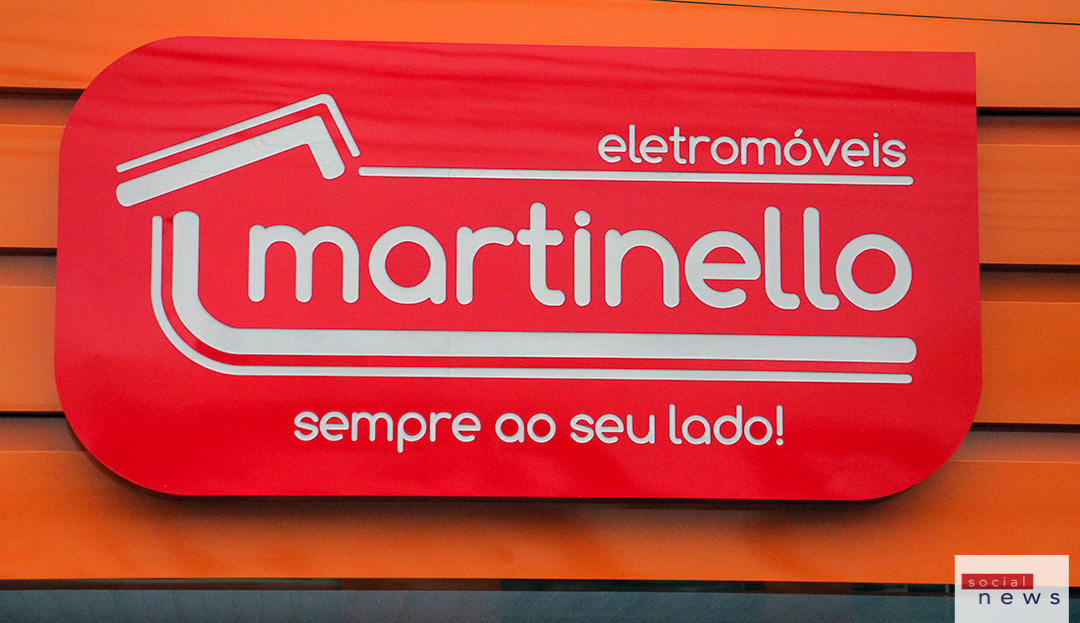 eletromóveis
martinello
sempre ao seu lado!
social
news